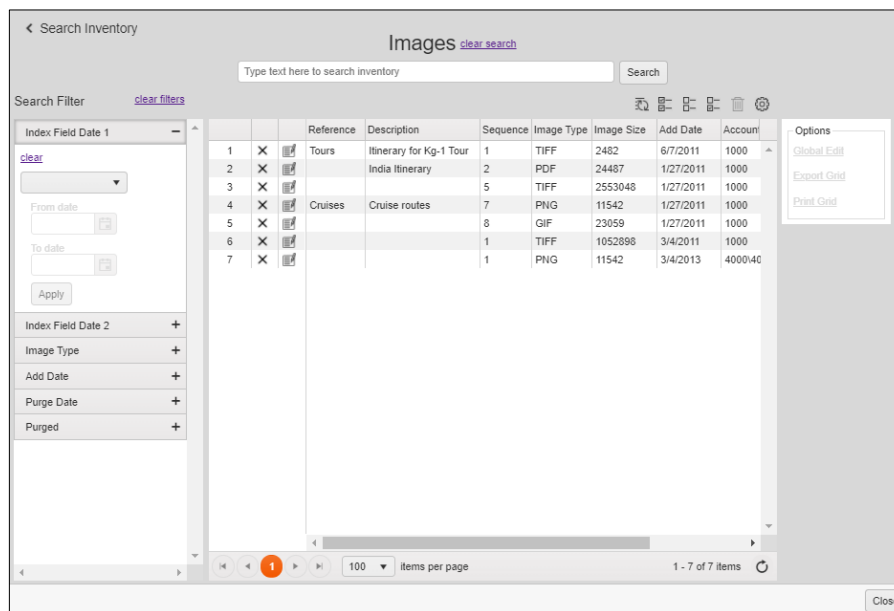 Search Inventory
Images clear search
Type text here to search inventory Search
Search Filter clear filters
Index Field Date 1
clear
From date
To date
Apply
Index Field Date 2
Image Type
Add Date
Purge Date
Purged
Reference Description Sequence Image Type Image Size Add Date Account
1 Tours Itinerary for Kg-1 Tour 1 TIFF 2482 6/7/2011 1000
2 India Itinerary 2 PDF 24487 1/27/2011 1000
3 5 TIFF 2553048 1/27/2011 1000
4 Cruises Cruise routes 7 PNG 11542 1/27/2011 1000
5 8 GIF 23059 1/27/2011 1000
6 1 TIFF 1052898 3/4/2011 1000
7 1 PNG 11542 3/4/2013 4000\40
1 100 items per page 1 - 7 of 7 items
Options
Global Edit
Export Grid
Print Grid
Close